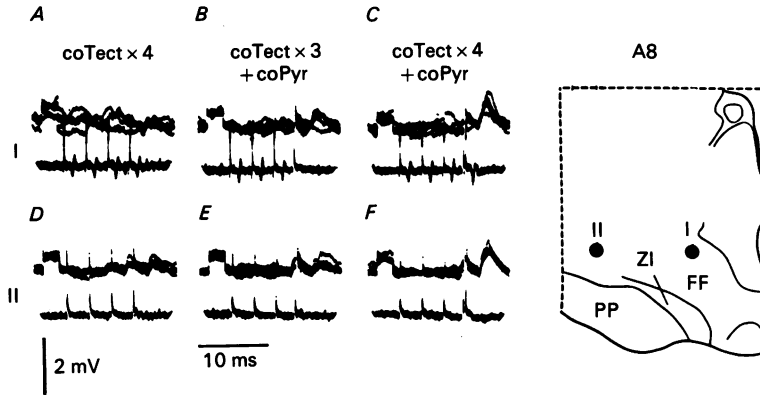 A
B
C
A8
coTect × 4
coTect × 3
+ coPyr
coTect × 4
+ coPyr
I
D
E
F
II
2 mV
10 ms
II
I
ZI
FF
PP